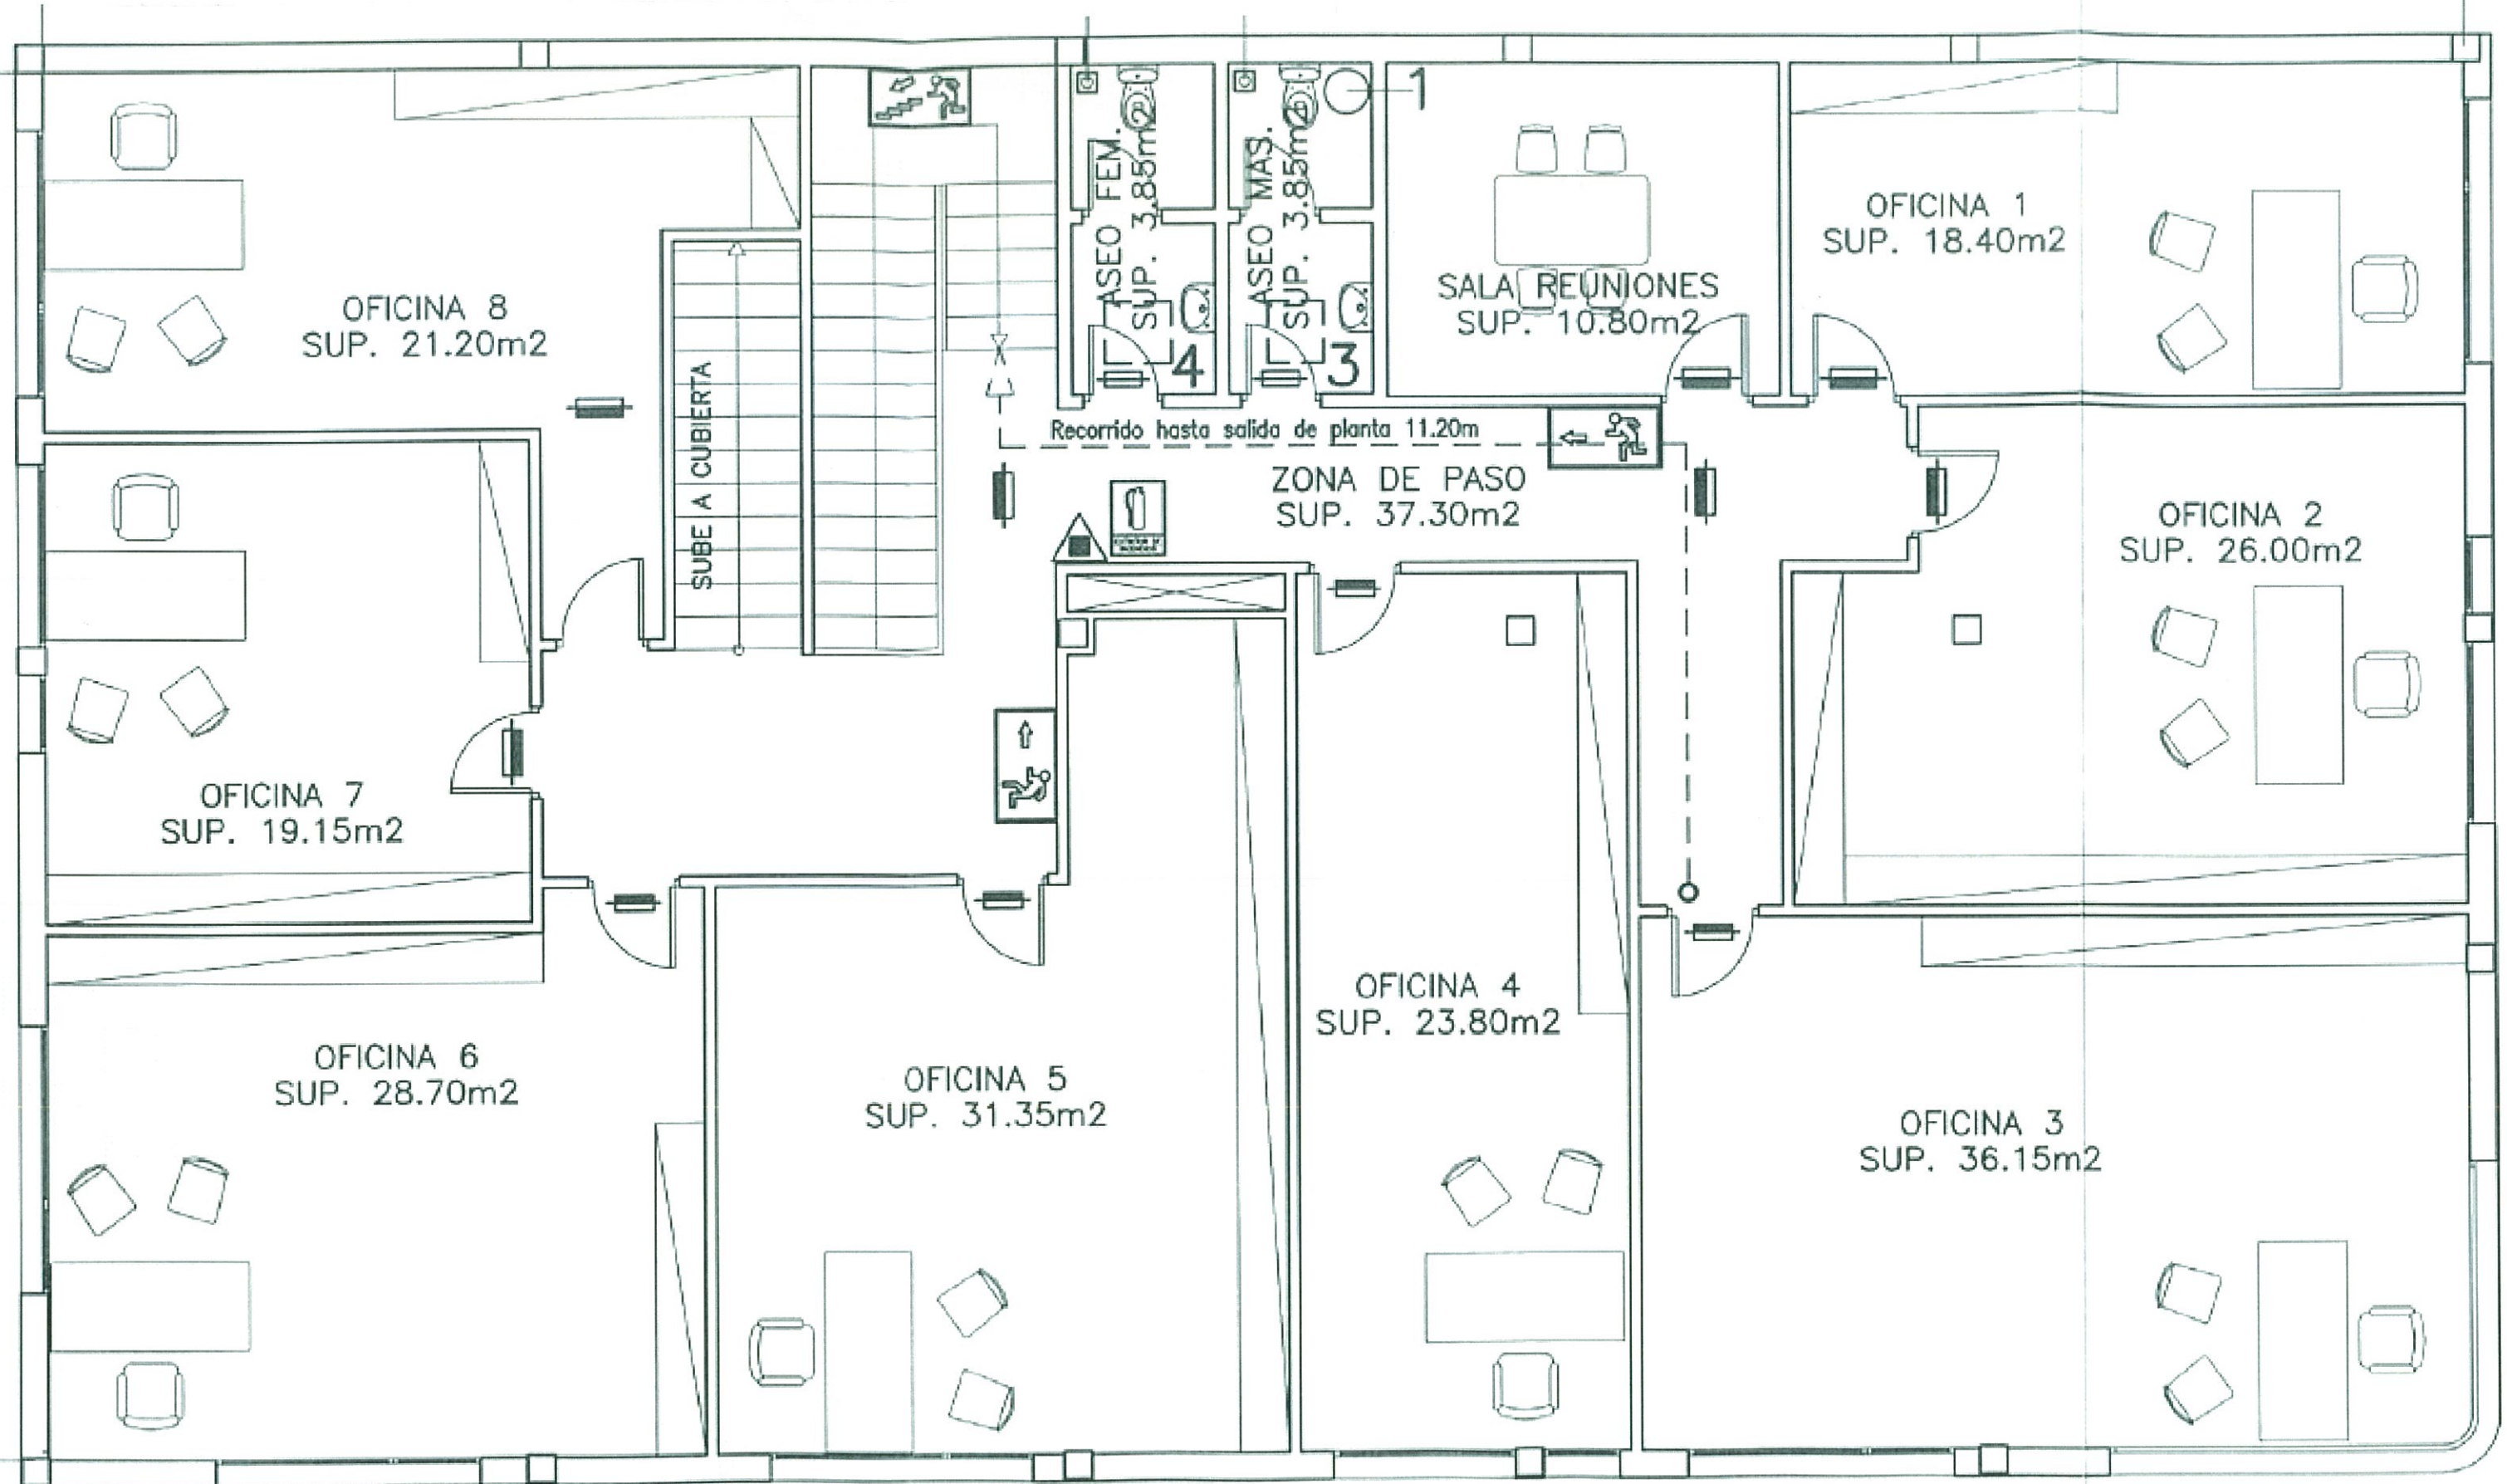 1
ASEO FEM.
SUP. 3.85m2
4
ASEO MAS.
SUP. 3.85m2
3
SALA REUNIONES
SUP. 10.80m2
OFICINA 1
SUP. 18.40m2
OFICINA 8
SUP. 21.20m2
SUBE A CUBIERTA
Recorrido hasta salida de planta 11.20m
ZONA DE PASO
SUP. 37.30m2
OFICINA 2
SUP. 26.00m2
OFICINA 7
SUP. 19.15m2
OFICINA 6
SUP. 28.70m2
OFICINA 5
SUP. 31.35m2
OFICINA 4
SUP. 23.80m2
OFICINA 3
SUP. 36.15m2